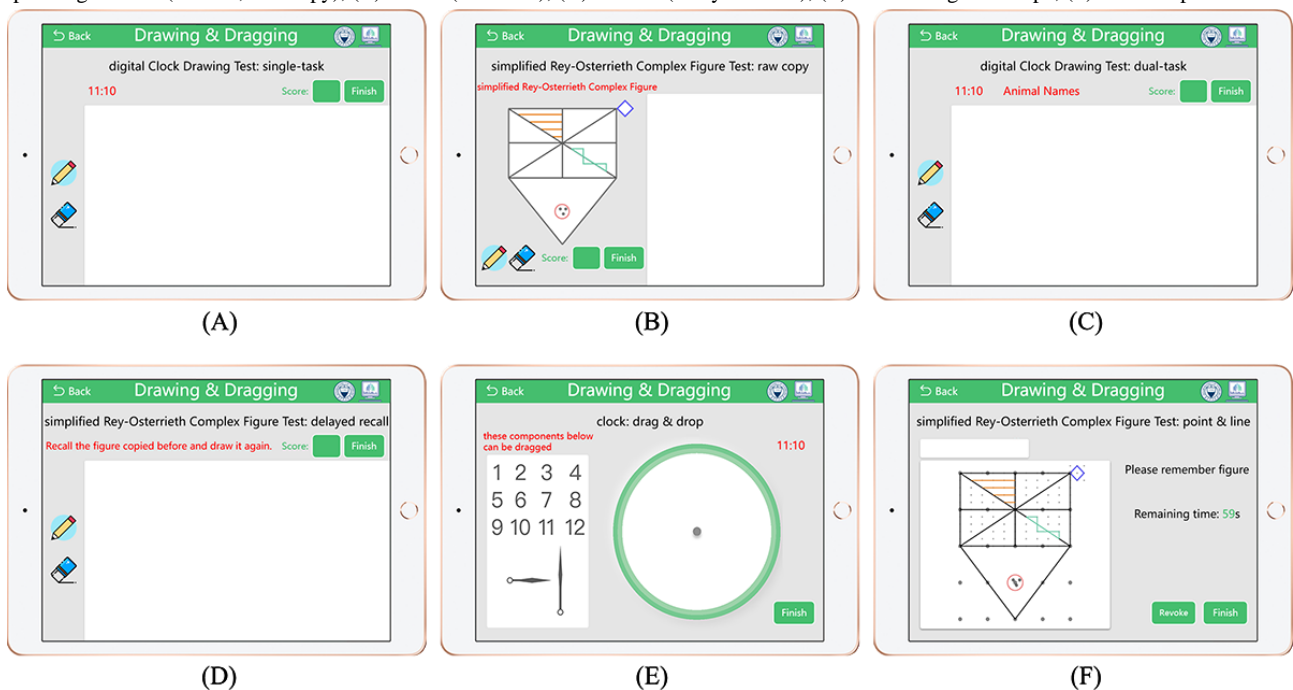 Back Drawing & Dragging
digital Clock Drawing Test: single-task
11:10 Score: Finish
(A)
Back Drawing & Dragging
simplified Rey-Osterrieth Complex Figure Test: raw copy
simplified Rey-Osterrieth Complex Figure
Score: Finish
(B)
Back Drawing & Dragging
digital Clock Drawing Test: dual-task
11:10 Animal Names Score: Finish
(C)
Back Drawing & Dragging
simplified Rey-Osterrieth Complex Figure Test: delayed recall
Recall the figure copied before and draw it again. Score: Finish
(D)
Back Drawing & Dragging
clock: drag & drop
these components below
can be dragged
11:10
1 2 3 4
5 6 7 8
9 10 11 12
Finish
(E)
Back Drawing & Dragging
simplified Rey-Osterrieth Complex Figure Test: point & line
Please remember figure
Remaining time: 59s
Revoke Finish
(F)